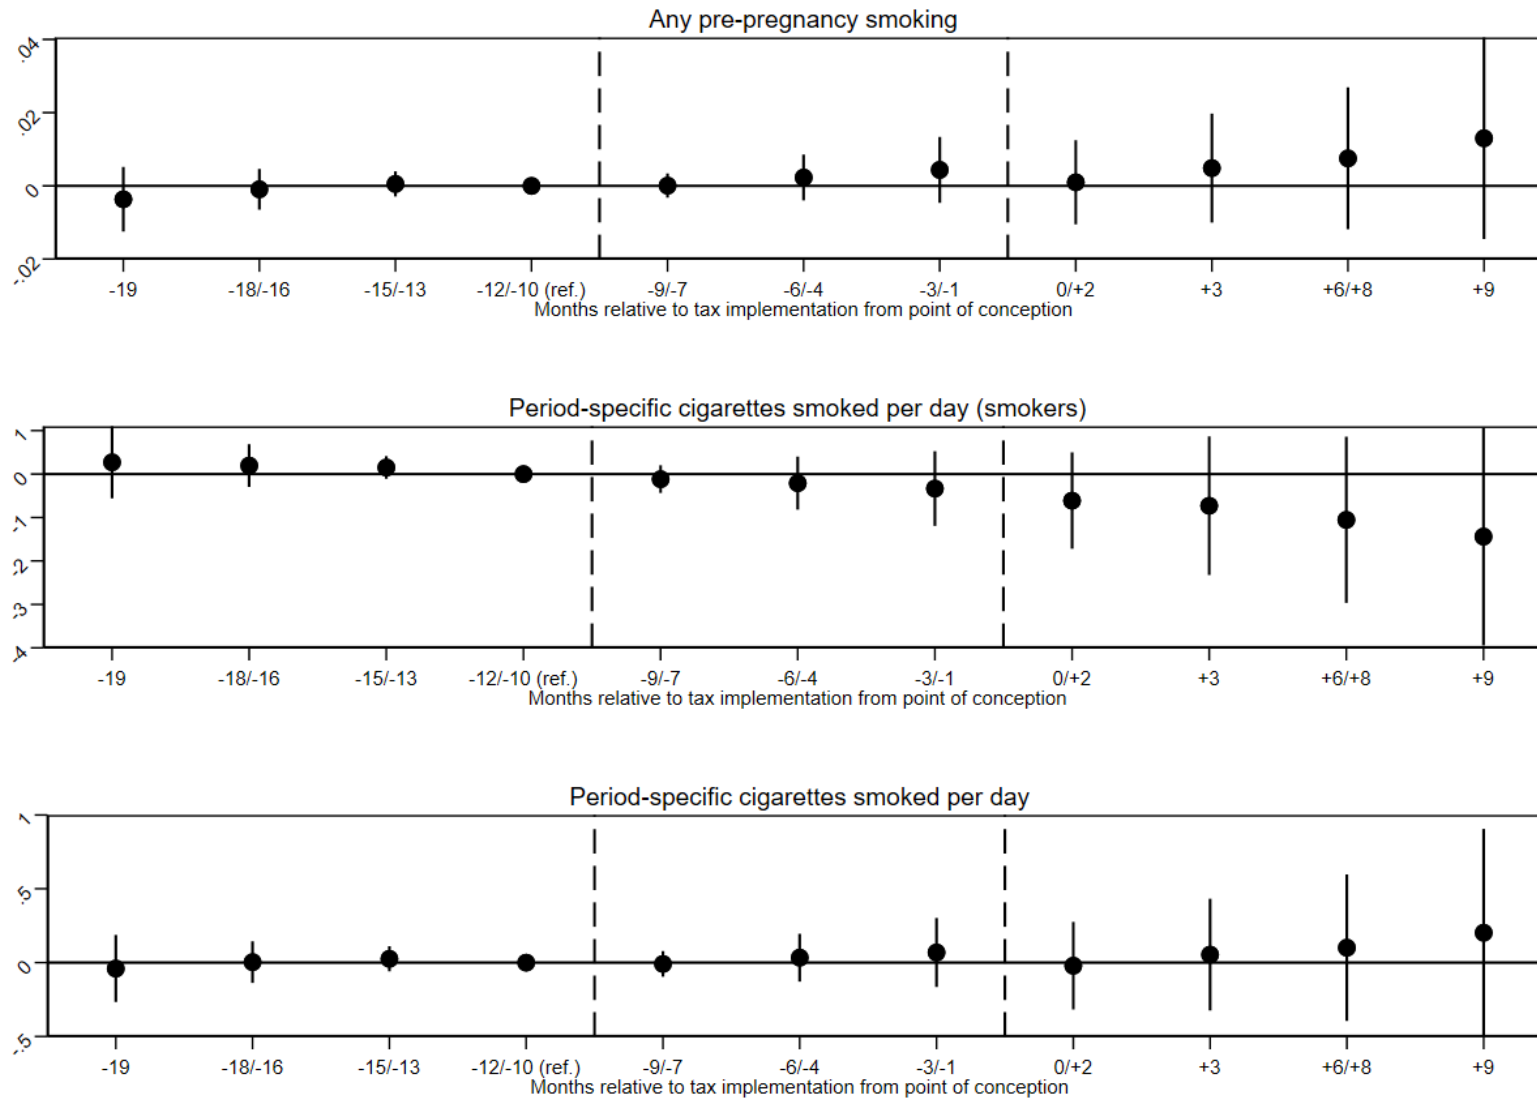 Any pre-pregnancy smoking
.04
.02
0
-.02
-19 -18/-16 -15/-13 -12/-10 (ref.) -9/-7 -6/-4 -3/-1 0/+2 +3 +6/+8 +9
Months relative to tax implementation from point of conception
Period-specific cigarettes smoked per day (smokers)
1
0
-1
-2
-3
-4
-19 -18/-16 -15/-13 -12/-10 (ref.) -9/-7 -6/-4 -3/-1 0/+2 +3 +6/+8 +9
Months relative to tax implementation from point of conception
Period-specific cigarettes smoked per day
1
.5
0
-.5
-19 -18/-16 -15/-13 -12/-10 (ref.) -9/-7 -6/-4 -3/-1 0/+2 +3 +6/+8 +9
Months relative to tax implementation from point of conception